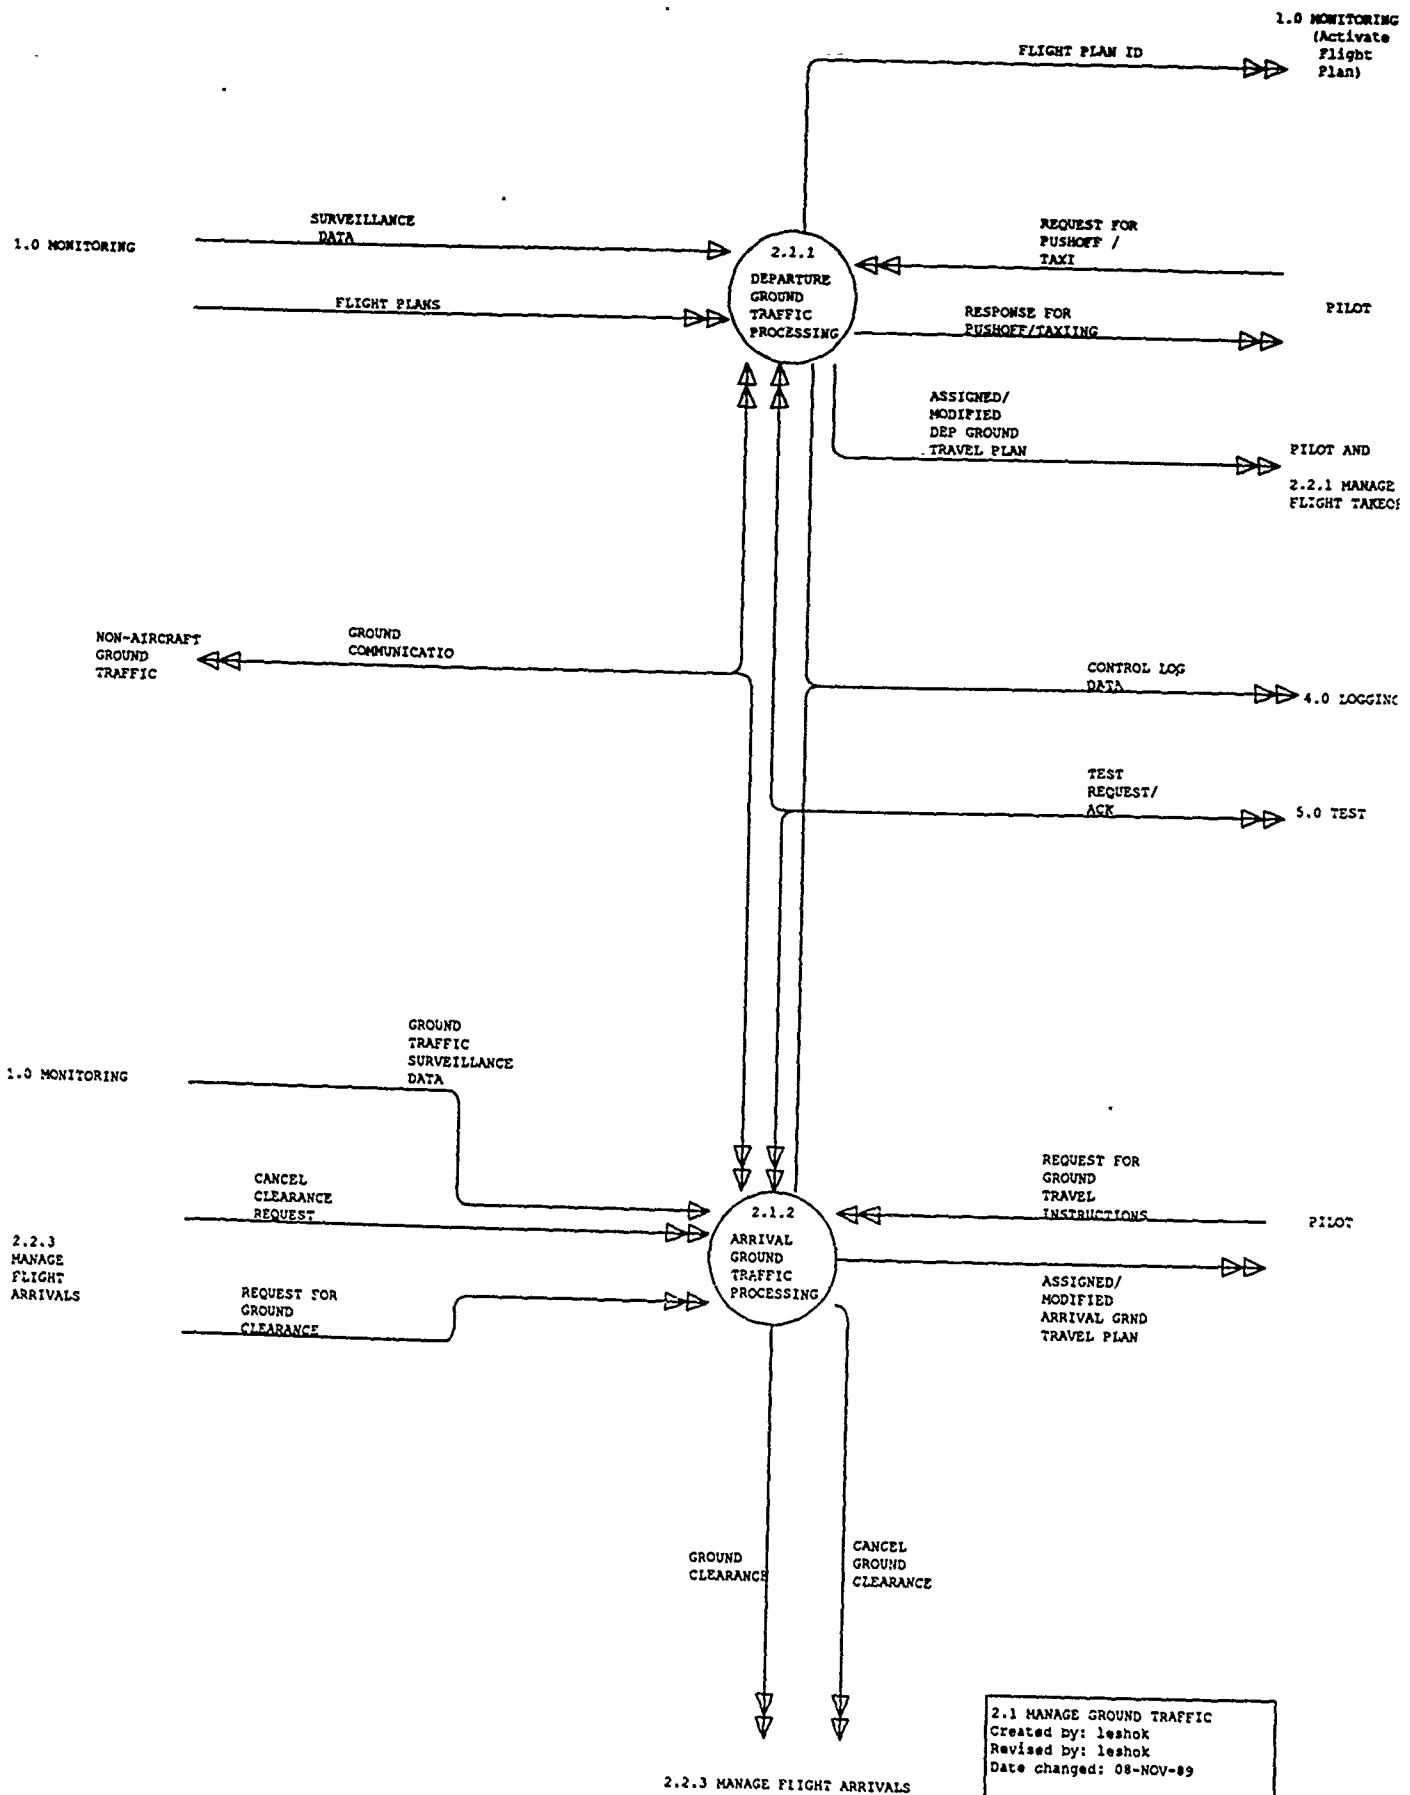 1.0 MONITORING
(Activate
Flight
Plan)
FLIGHT PLAN ID
SURVEILLANCE
DATA
1.0 MONITORING
REQUEST FOR
PUSHOFF /
TAXI
2.1.1
DEPARTURE
GROUND
TRAFFIC
PROCESSING
FLIGHT PLANS
PILOT
RESPONSE FOR
PUSHOFF/TAXIING
ASSIGNED/
MODIFIED
DEP GROUND
TRAVEL PLAN
PILOT AND
2.2.1 MANAGE
FLIGHT TAKEOF
NON-AIRCRAFT
GROUND
TRAFFIC
GROUND
COMMUNICATIO
CONTROL LOG
DATA
4.0 LOGGING
TEST
REQUEST/
ACK
5.0 TEST
GROUND
TRAFFIC
SURVEILLANCE
DATA
1.0 MONITORING
CANCEL
CLEARANCE
REQUEST
REQUEST FOR
GROUND
TRAVEL
INSTRUCTIONS
PILOT
2.1.2
ARRIVAL
GROUND
TRAFFIC
PROCESSING
2.2.3
MANAGE
FLIGHT
ARRIVALS
REQUEST FOR
GROUND
CLEARANCE
ASSIGNED/
MODIFIED
ARRIVAL GRND
TRAVEL PLAN
GROUND
CLEARANCE
CANCEL
GROUND
CLEARANCE
2.1 MANAGE GROUND TRAFFIC
Created by: leshok
Revised by: leshok
Date changed: 08-NOV-89
2.2.3 MANAGE FLIGHT ARRIVALS